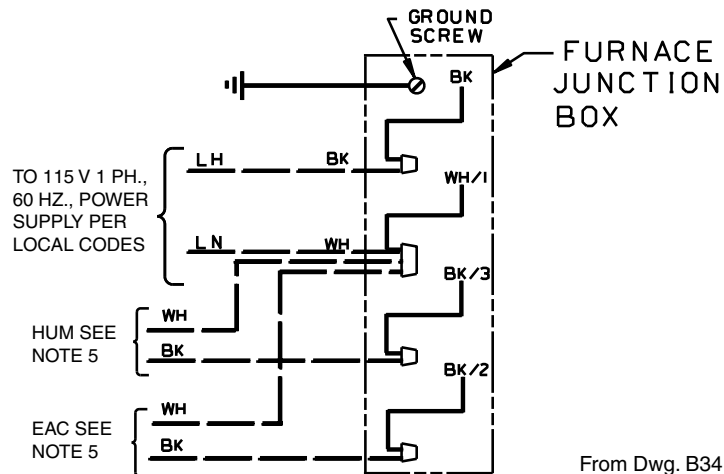 GROUND
SCREW
FURNACE
JUNCTION
BOX
BK
LH BK
TO 115 V 1 PH.,
60 HZ., POWER
SUPPLY PER
LOCAL CODES
WH/1
LN WH
BK/3
WH
HUM SEE
NOTE 5
BK
BK/2
WH
EAC SEE
NOTE 5
BK
From Dwg. B34